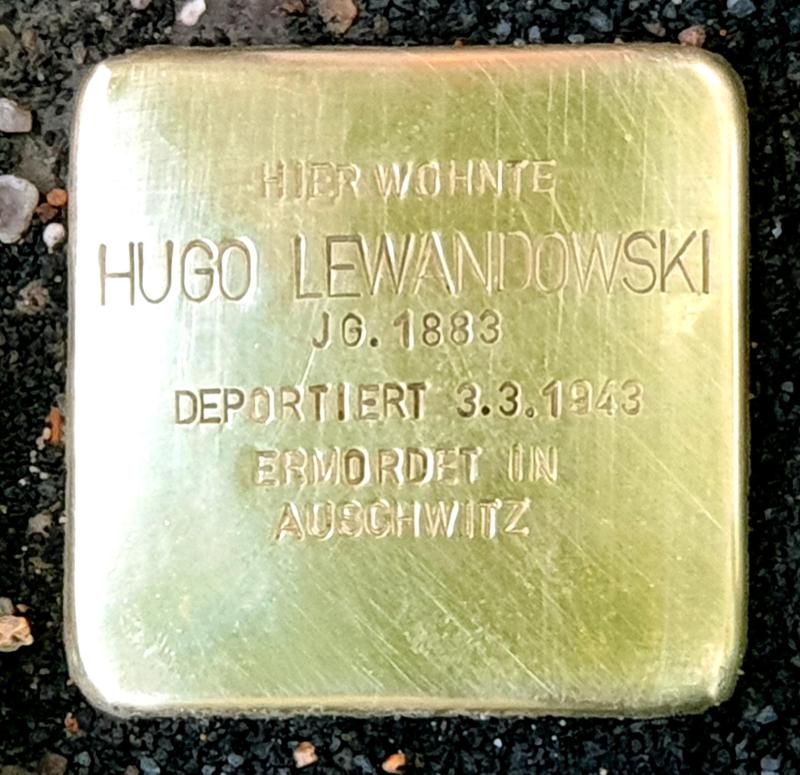 HIER WOHNTE
HUGO LEWANDOWSKI
JG. 1883
DEPORTIERT 3.3.1943
ERMORDET IN
AUSCHWITZ